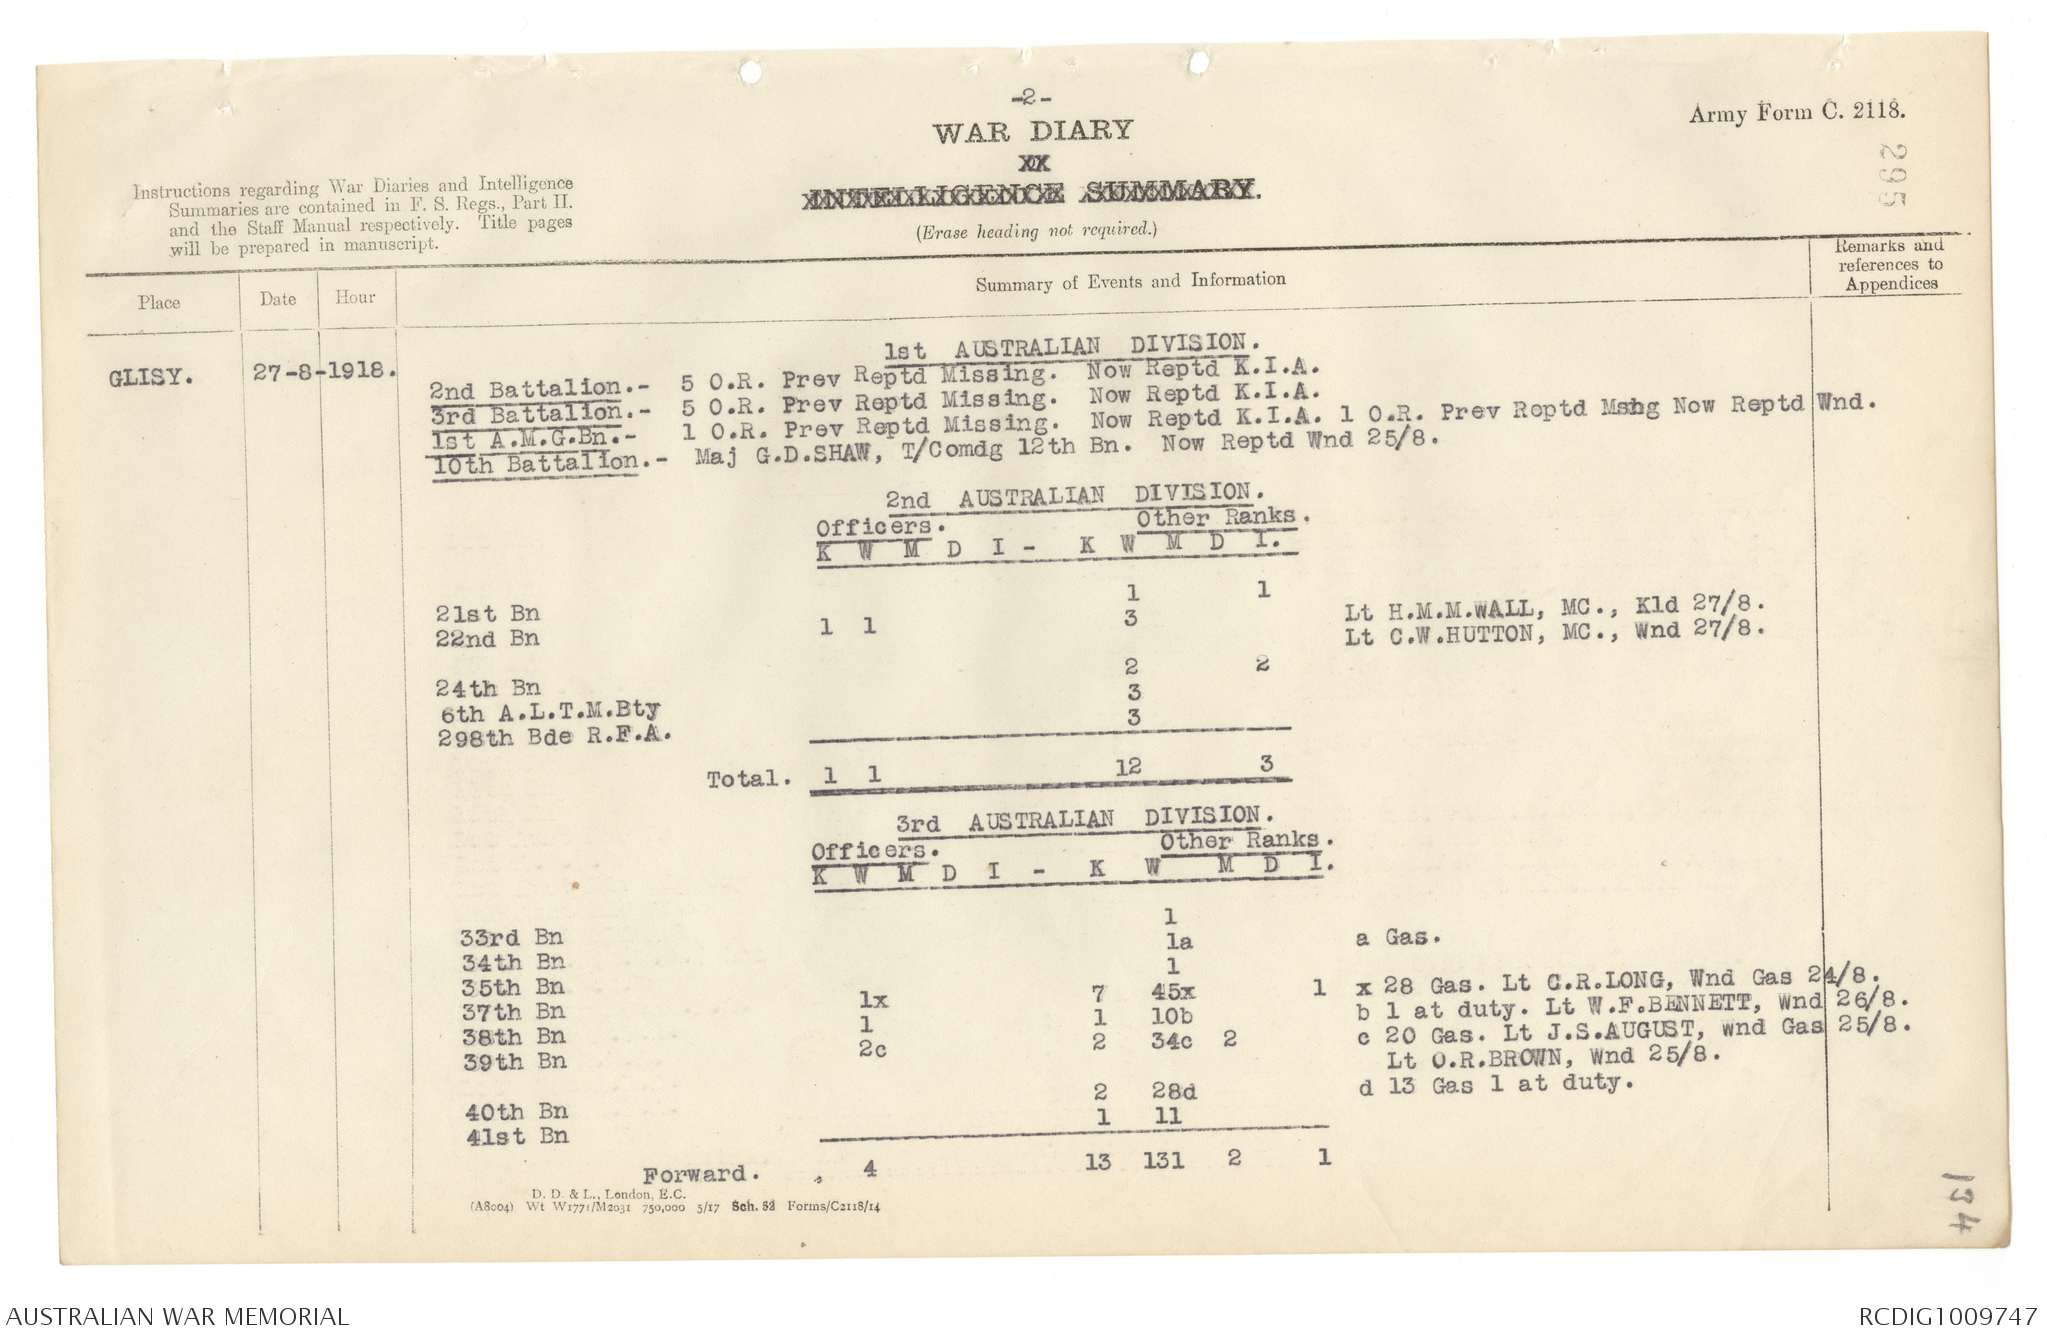 -2-
WAR DIARY
XX
INTELLIGENCE SUMMARY.
(Erase heading not required.)
Army Form C. 2118.
295
Instructions regarding War Diaries and Intelligence
Summaries are contained in F. S. Regs., Part II.
and the Staff Manual respectively. Title pages
will be prepared in manuscript.
Place Date Hour Summary of Events and Information Remarks and references to Appendices
1st AUSTRALIAN DIVISION.
GLISY. 27-8-1918.
2nd Battalion.- 5 O.R. Prev Reptd Missing. Now Reptd K.I.A.
3rd Battalion.- 5 O.R. Prev Reptd Missing. Now Reptd K.I.A.
1st A.M.G.Bn.- 1 O.R. Prev Reptd Missing. Now Reptd K.I.A. 1 O.R. Prev Reptd Msng Now Reptd Wnd.
10th Battalion.- Maj G.D.SHAW, T/Comdg 12th Bn. Now Reptd Wnd 25/8.
2nd AUSTRALIAN DIVISION.
Officers. Other Ranks.
K W M D I - K W M D I.
21st Bn 1 1
22nd Bn 1 1 3 Lt H.M.M.WALL, MC., Kld 27/8.
Lt C.W.HUTTON, MC., Wnd 27/8.
24th Bn 2 2
6th A.L.T.M.Bty 3
298th Bde R.F.A. 3
Total. 1 1 12 3
3rd AUSTRALIAN DIVISION.
Officers. Other Ranks.
K W M D I - K W M D I.
33rd Bn 1
34th Bn 1a a Gas.
35th Bn 1
37th Bn 1x 7 45x 1 x 28 Gas. Lt C.R.LONG, Wnd Gas 24/8.
38th Bn 1 1 10b b 1 at duty. Lt W.F.BENNETT, Wnd 26/8.
39th Bn 2c 2 34c 2 c 20 Gas. Lt J.S.AUGUST, wnd Gas 25/8.
Lt O.R.BROWN, Wnd 25/8.
40th Bn 2 28d d 13 Gas 1 at duty.
41st Bn 1 11
Forward. 4 13 131 2 1
D. D. & L., London, E.C.
(A8004) Wt W1771/M2031 750,000 5/17 Sch. 52 Forms/C2118/14
134
AUSTRALIAN WAR MEMORIAL
RCDIG1009747